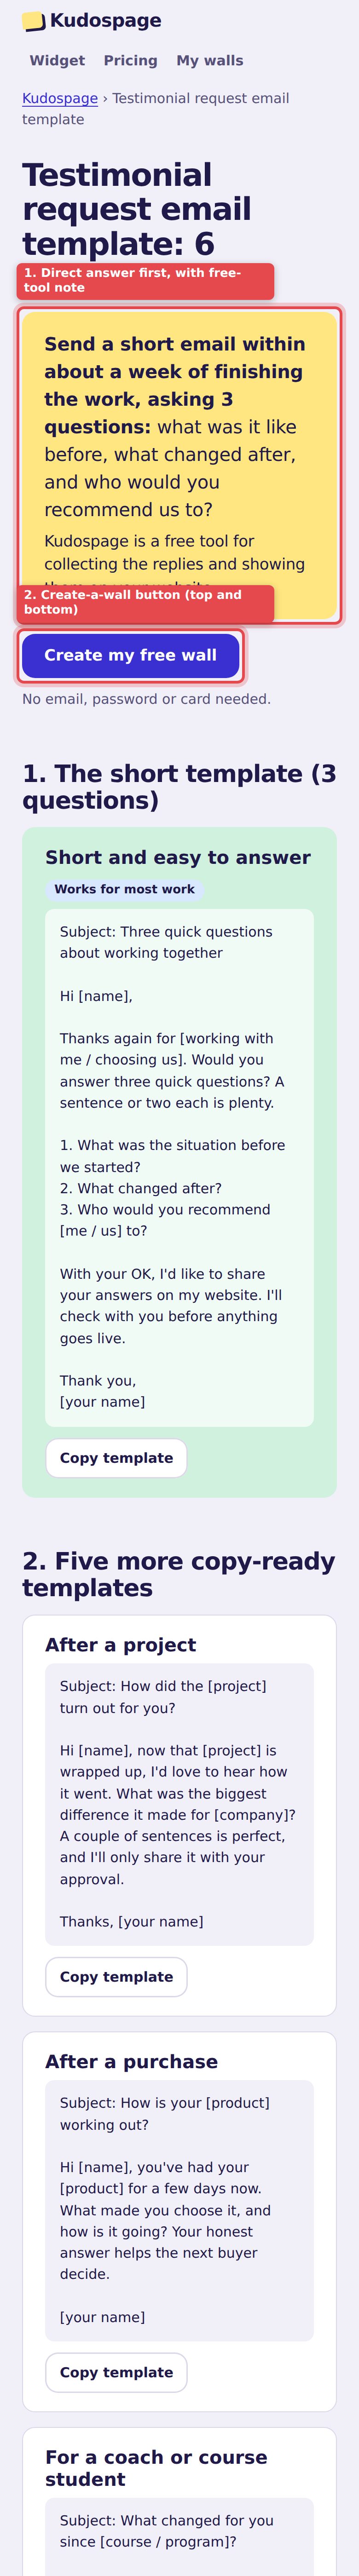 Kudospage
Widget Pricing My walls
Kudospage › Testimonial request email
template
Testimonial
request email
template: 6
1. Direct answer first, with free-
tool note
Send a short email within
about a week of finishing
the work, asking 3
questions: what was it like
before, what changed after,
and who would you
recommend us to?
Kudospage is a free tool for
collecting the replies and showing
2. Create-a-wall button (top and
bottom)
Create my free wall
No email, password or card needed.
1. The short template (3
questions)
Short and easy to answer
Works for most work
Subject: Three quick questions
about working together
Hi [name],
Thanks again for [working with
me / choosing us]. Would you
answer three quick questions? A
sentence or two each is plenty.
1. What was the situation before
we started?
2. What changed after?
3. Who would you recommend
[me / us] to?
With your OK, I'd like to share
your answers on my website. I'll
check with you before anything
goes live.
Thank you,
[your name]
Copy template
2. Five more copy-ready
templates
After a project
Subject: How did the [project]
turn out for you?
Hi [name], now that [project] is
wrapped up, I'd love to hear how
it went. What was the biggest
difference it made for [company]?
A couple of sentences is perfect,
and I'll only share it with your
approval.
Thanks, [your name]
Copy template
After a purchase
Subject: How is your [product]
working out?
Hi [name], you've had your
[product] for a few days now.
What made you choose it, and
how is it going? Your honest
answer helps the next buyer
decide.
[your name]
Copy template
For a coach or course
student
Subject: What changed for you
since [course / program]?